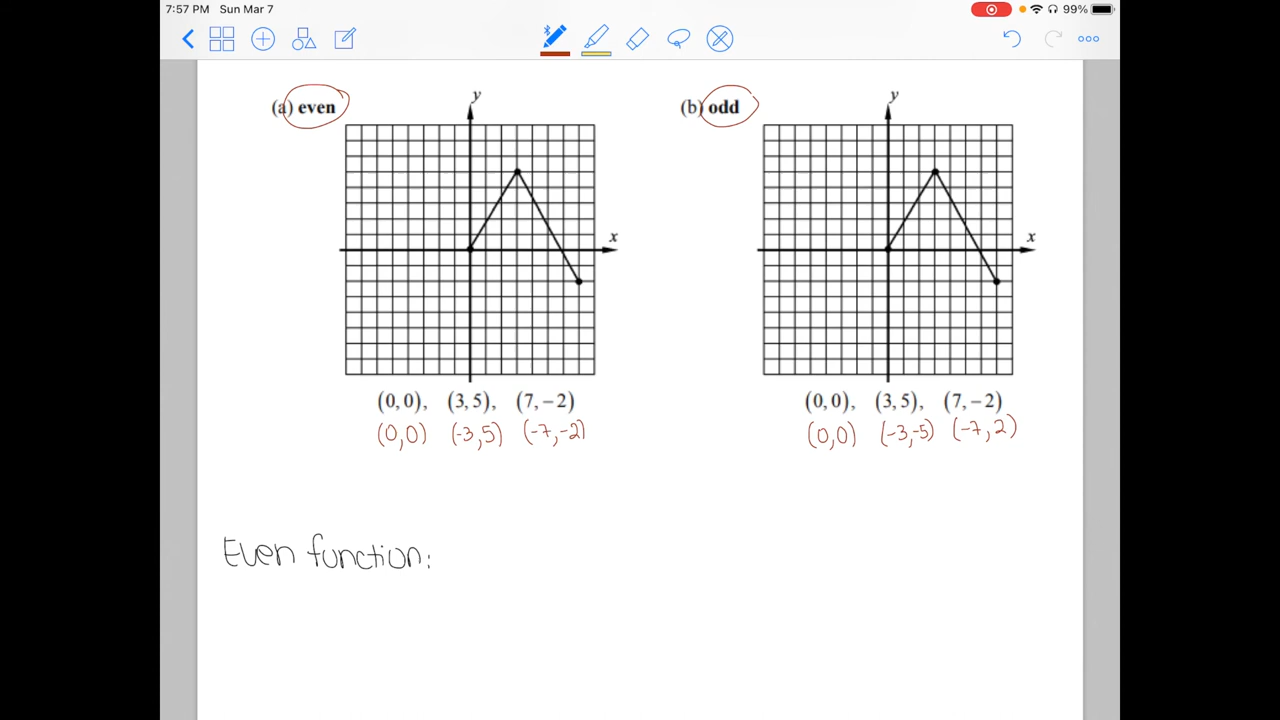 7:57 PM Sun Mar 7 99%
(a) even
y
x
(0, 0), (3, 5), (7, −2)
(0,0) (-3,5) (-7,-2)
(b) odd
y
x
(0, 0), (3, 5), (7, −2)
(0,0) (-3,-5) (-7,2)
Even function: